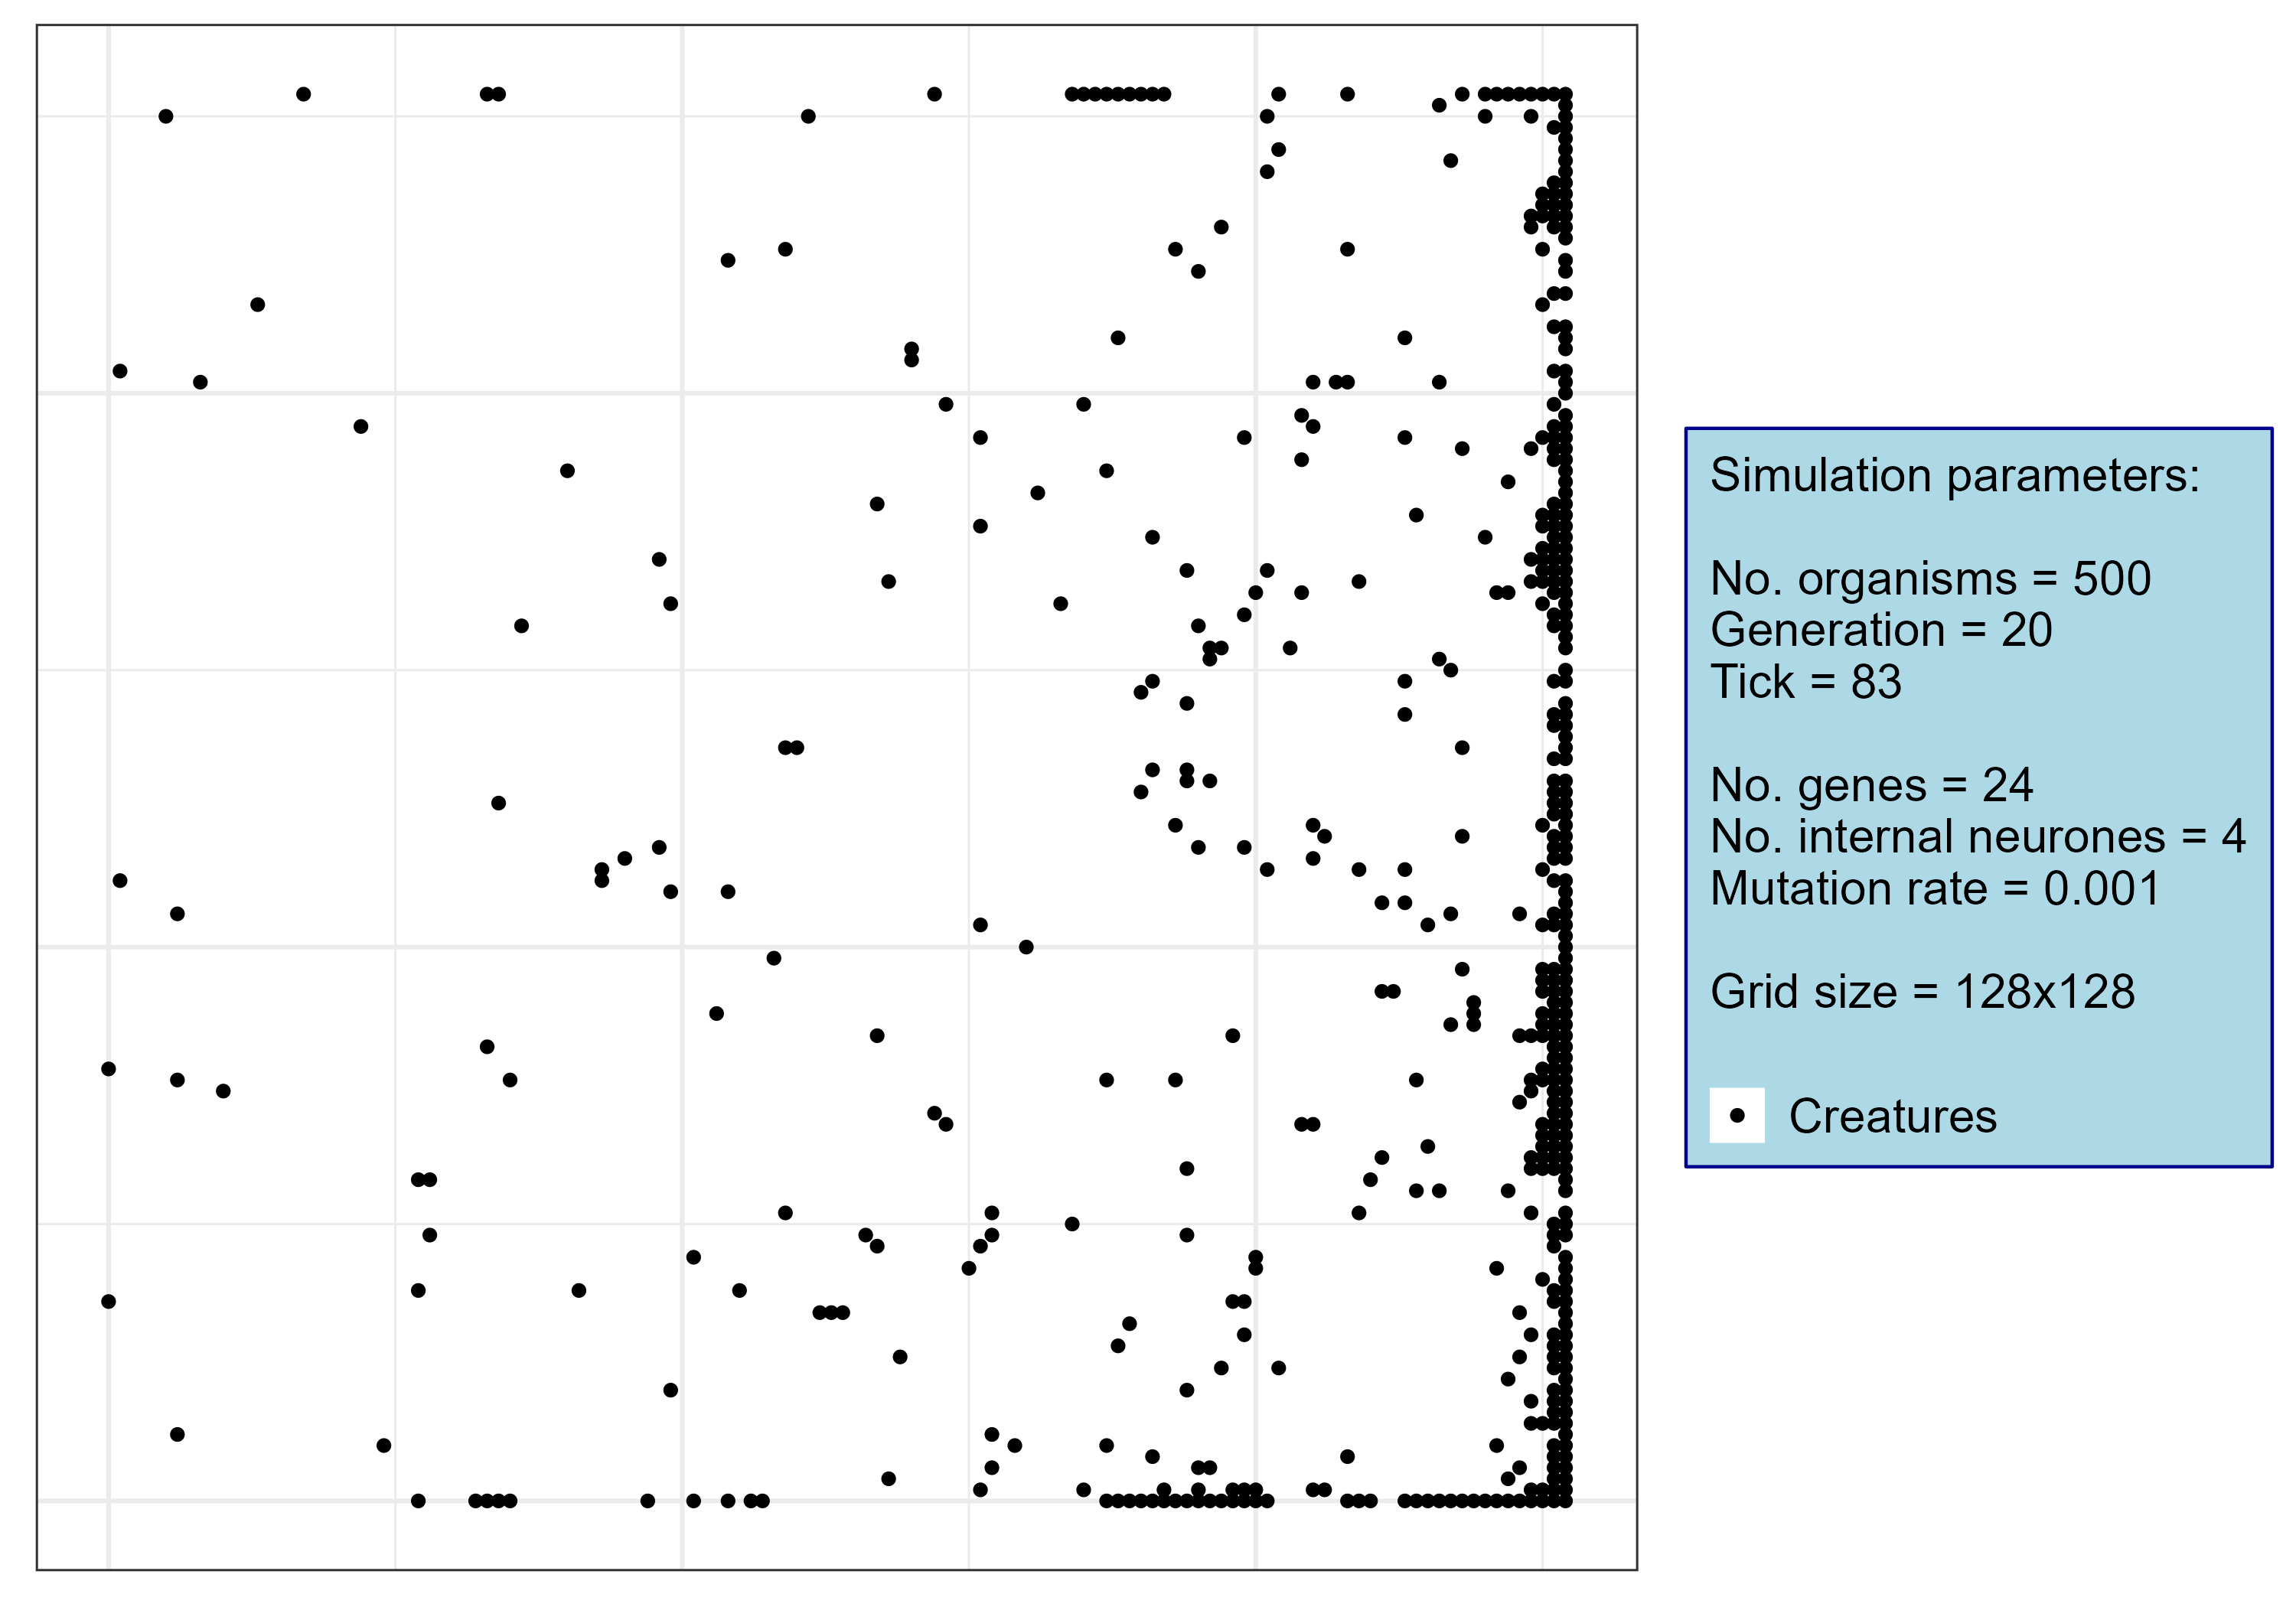 Simulation parameters:
No. organisms = 500
Generation = 20
Tick = 83
No. genes = 24
No. internal neurones = 4
Mutation rate = 0.001
Grid size = 128x128
Creatures